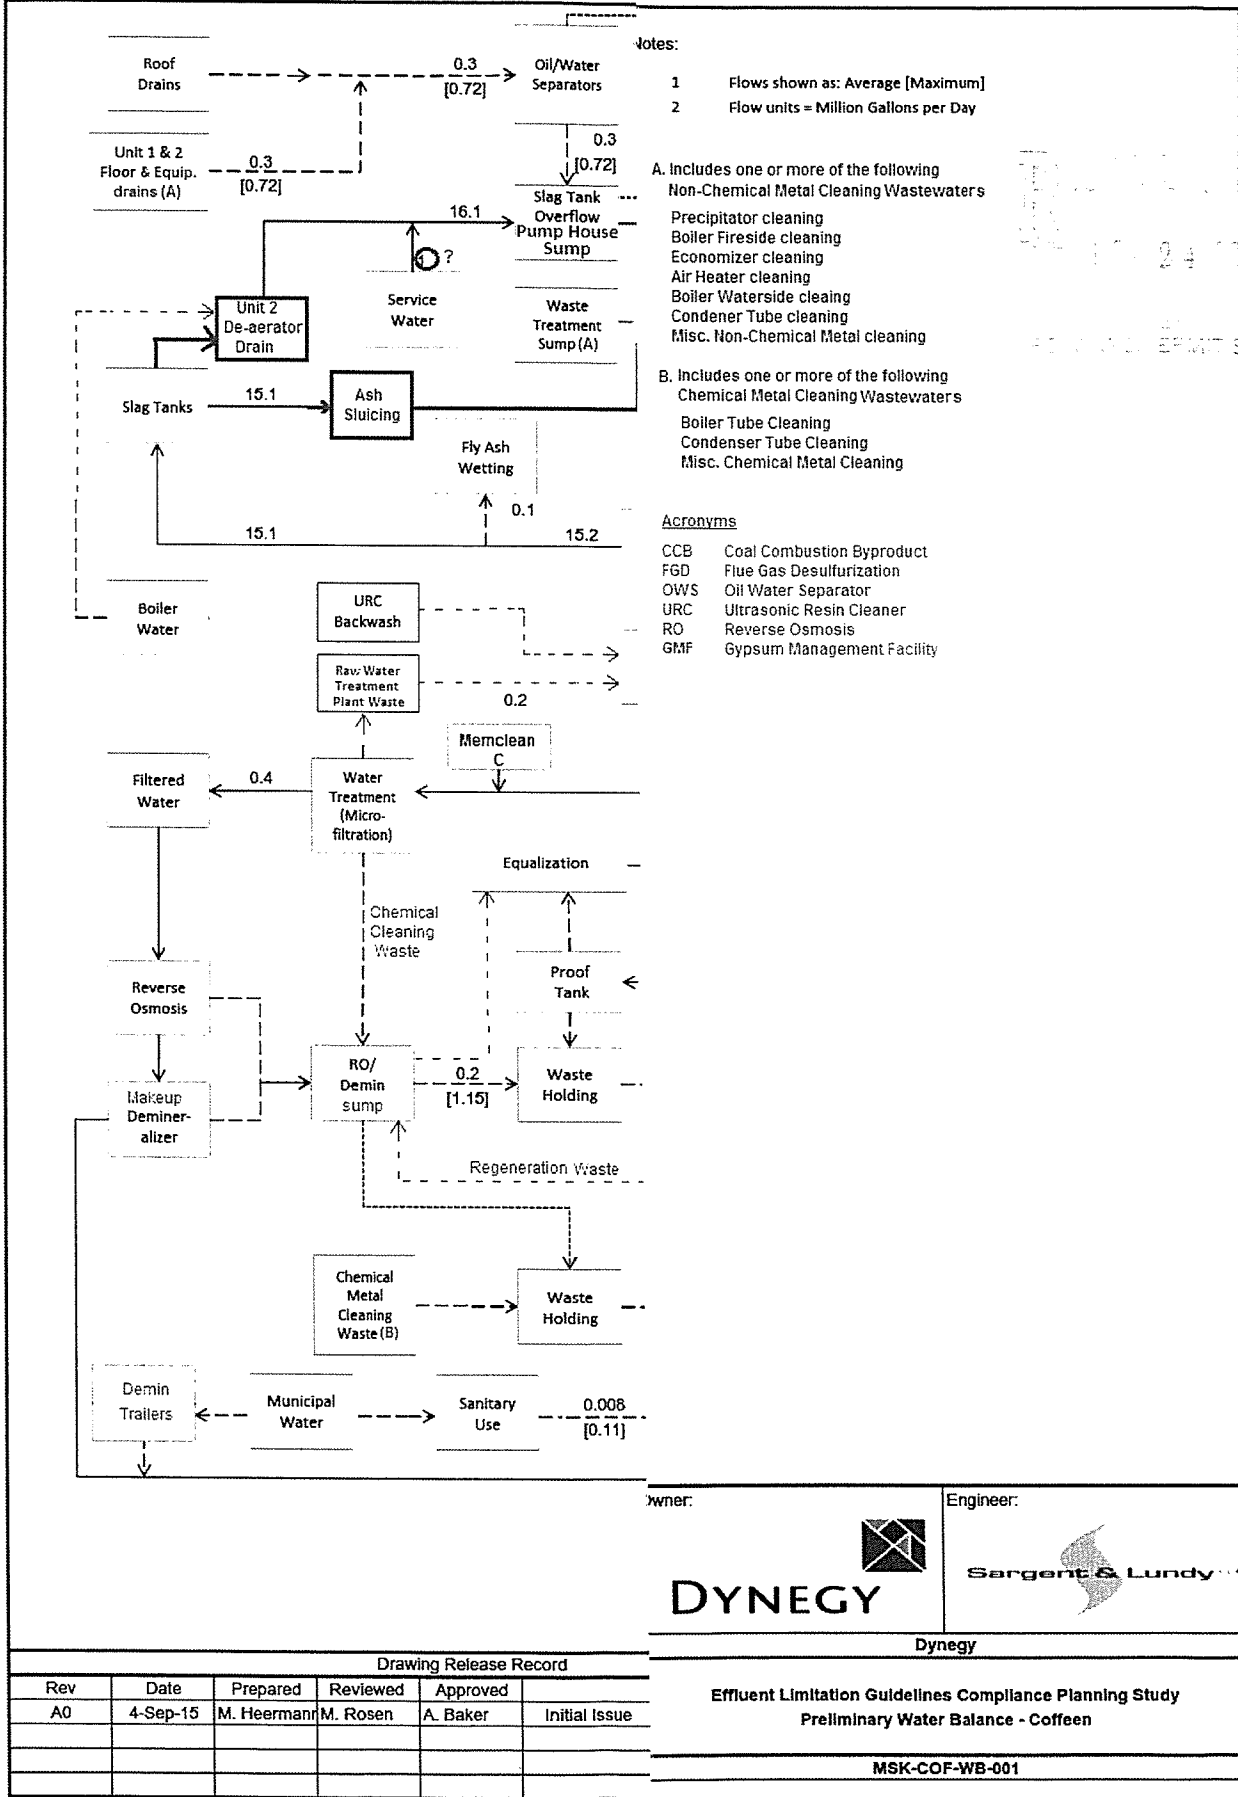 Roof
Drains
0.3
[0.72]
Oil/Water
Separators
Unit 1 & 2
Floor & Equip.
drains (A)
0.3
[0.72]
0.3
[0.72]
16.1
Slag Tank
Overflow
Pump House
Sump
?
Service
Water
Waste
Treatment
Sump (A)
Unit 2
De-aerator
Drain
Slag Tanks
15.1
Ash
Sluicing
Fly Ash
Wetting
0.1
15.1
15.2
Boiler
Water
URC
Backwash
Raw Water
Treatment
Plant Waste
0.2
Memclean
C
Filtered
Water
0.4
Water
Treatment
(Micro-
filtration)
Equalization
Chemical
Cleaning
Waste
Reverse
Osmosis
Proof
Tank
Makeup
Deminer-
alizer
RO/
Demin
sump
0.2
[1.15]
Waste
Holding
Regeneration Waste
Chemical
Metal
Cleaning
Waste (B)
Waste
Holding
Demin
Trailers
Municipal
Water
Sanitary
Use
0.008
[0.11]
Notes:
1 Flows shown as: Average [Maximum]
2 Flow units = Million Gallons per Day
A. Includes one or more of the following
Non-Chemical Metal Cleaning Wastewaters
Precipitator cleaning
Boiler Fireside cleaning
Economizer cleaning
Air Heater cleaning
Boiler Waterside cleaing
Condener Tube cleaning
Misc. Non-Chemical Metal cleaning
B. Includes one or more of the following
Chemical Metal Cleaning Wastewaters
Boiler Tube Cleaning
Condenser Tube Cleaning
Misc. Chemical Metal Cleaning
Acronyms
CCB Coal Combustion Byproduct
FGD Flue Gas Desulfurization
OWS Oil Water Separator
URC Ultrasonic Resin Cleaner
RO Reverse Osmosis
GMF Gypsum Management Facility
wner:
Engineer:
DYNEGY
Sargent & Lundy
Dynegy
Effluent Limitation Guidelines Compliance Planning Study
Preliminary Water Balance - Coffeen
MSK-COF-WB-001
Drawing Release Record
Rev Date Prepared Reviewed Approved
A0 4-Sep-15 M. Heermann M. Rosen A. Baker Initial Issue